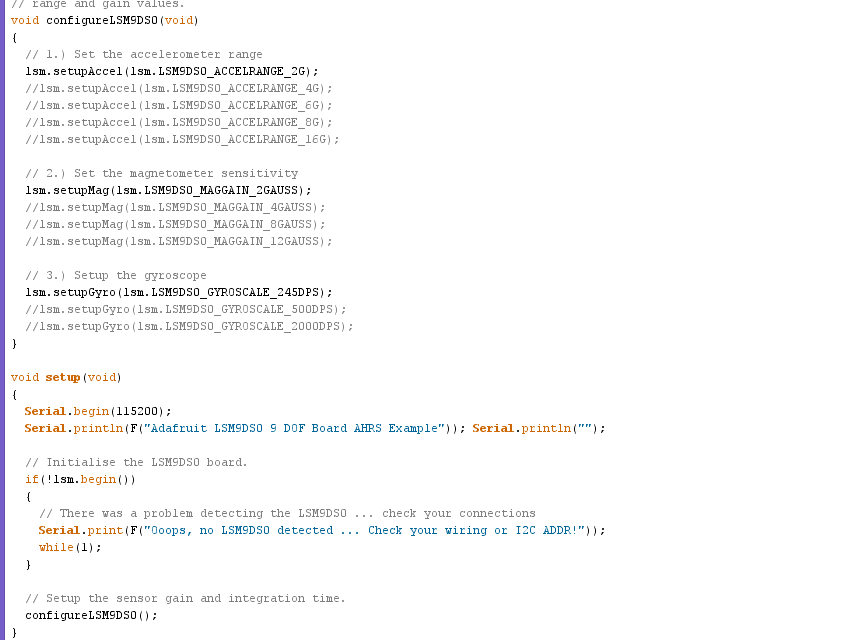 // range and gain values.
void configureLSM9DS0(void)
{
  // 1.) Set the accelerometer range
  lsm.setupAccel(lsm.LSM9DS0_ACCELRANGE_2G);
  //lsm.setupAccel(lsm.LSM9DS0_ACCELRANGE_4G);
  //lsm.setupAccel(lsm.LSM9DS0_ACCELRANGE_6G);
  //lsm.setupAccel(lsm.LSM9DS0_ACCELRANGE_8G);
  //lsm.setupAccel(lsm.LSM9DS0_ACCELRANGE_16G);

  // 2.) Set the magnetometer sensitivity
  lsm.setupMag(lsm.LSM9DS0_MAGGAIN_2GAUSS);
  //lsm.setupMag(lsm.LSM9DS0_MAGGAIN_4GAUSS);
  //lsm.setupMag(lsm.LSM9DS0_MAGGAIN_8GAUSS);
  //lsm.setupMag(lsm.LSM9DS0_MAGGAIN_12GAUSS);

  // 3.) Setup the gyroscope
  lsm.setupGyro(lsm.LSM9DS0_GYROSCALE_245DPS);
  //lsm.setupGyro(lsm.LSM9DS0_GYROSCALE_500DPS);
  //lsm.setupGyro(lsm.LSM9DS0_GYROSCALE_2000DPS);
}

void setup(void)
{
  Serial.begin(115200);
  Serial.println(F("Adafruit LSM9DS0 9 DOF Board AHRS Example")); Serial.println("");

  // Initialise the LSM9DS0 board.
  if(!lsm.begin())
  {
    // There was a problem detecting the LSM9DS0 ... check your connections
    Serial.print(F("Ooops, no LSM9DS0 detected ... Check your wiring or I2C ADDR!"));
    while(1);
  }

  // Setup the sensor gain and integration time.
  configureLSM9DS0();
}